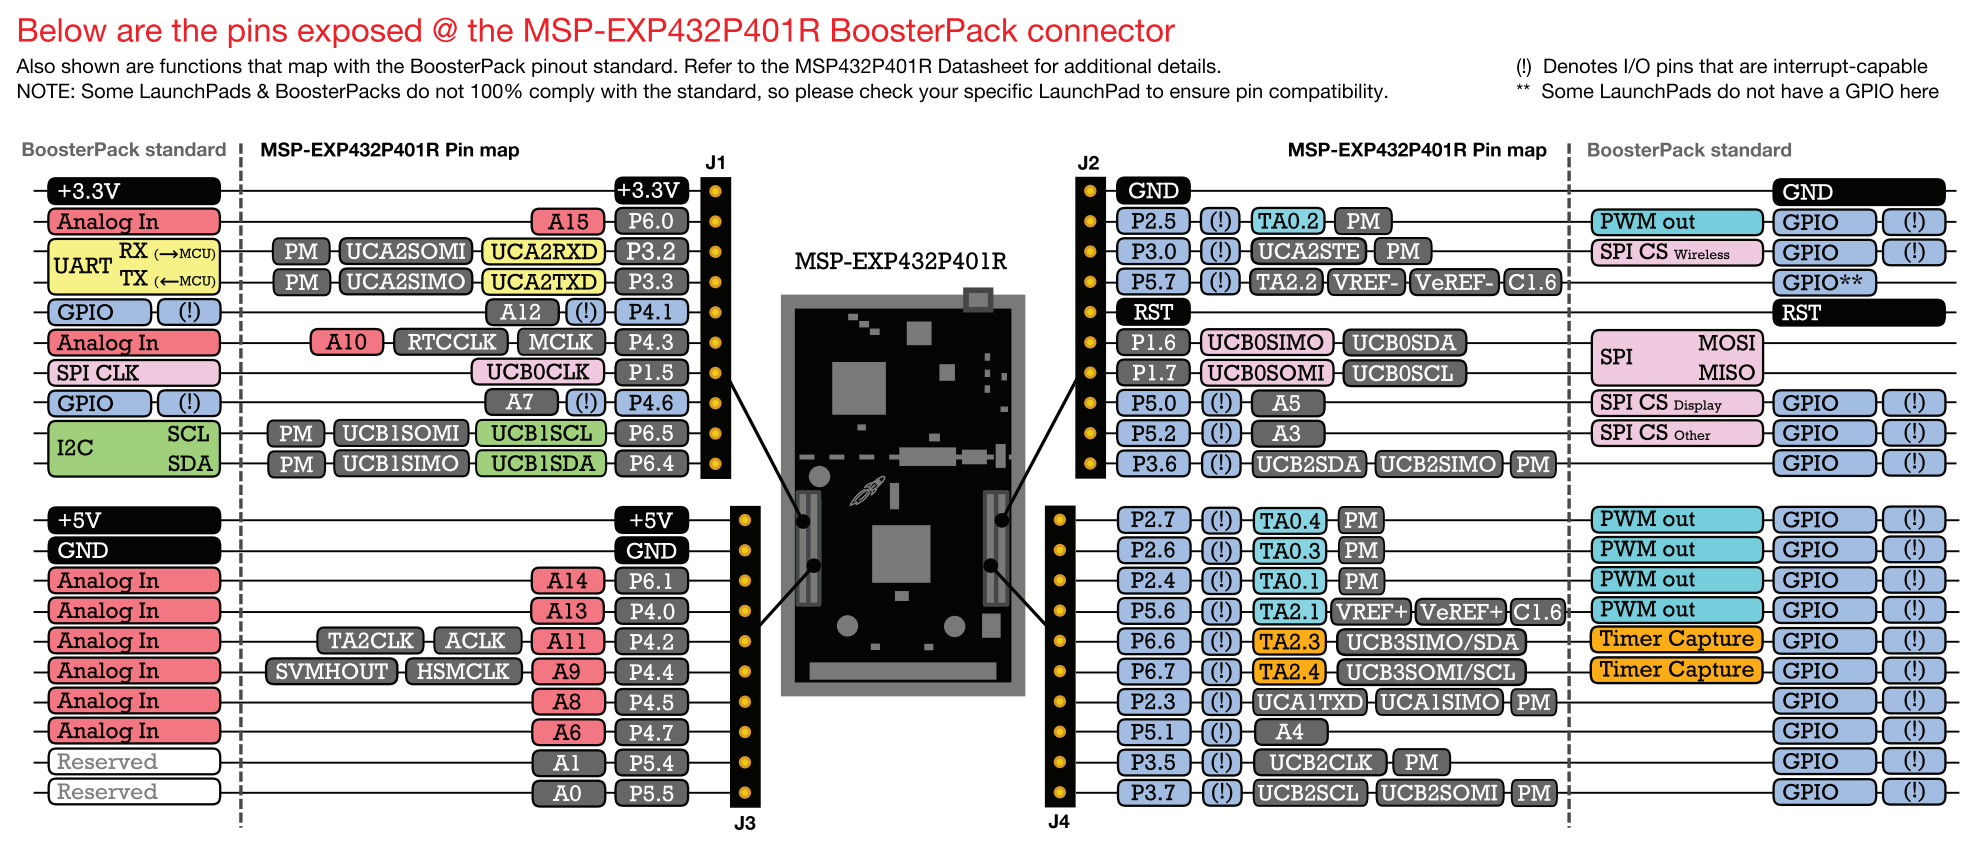 Below are the pins exposed @ the MSP-EXP432P401R BoosterPack connector
Also shown are functions that map with the BoosterPack pinout standard. Refer to the MSP432P401R Datasheet for additional details.
NOTE: Some LaunchPads & BoosterPacks do not 100% comply with the standard, so please check your specific LaunchPad to ensure pin compatibility.
(!) Denotes I/O pins that are interrupt-capable
** Some LaunchPads do not have a GPIO here
BoosterPack standard MSP-EXP432P401R Pin map
J1
+3.3V +3.3V
Analog In A15 P6.0
UART RX (→MCU) PM UCA2SOMI UCA2RXD P3.2
TX (←MCU) PM UCA2SIMO UCA2TXD P3.3
GPIO (!) A12 (!) P4.1
Analog In A10 RTCCLK MCLK P4.3
SPI CLK UCB0CLK P1.5
GPIO (!) A7 (!) P4.6
I2C SCL PM UCB1SOMI UCB1SCL P6.5
SDA PM UCB1SIMO UCB1SDA P6.4
+5V +5V
GND GND
Analog In A14 P6.1
Analog In A13 P4.0
Analog In TA2CLK ACLK A11 P4.2
Analog In SVMHOUT HSMCLK A9 P4.4
Analog In A8 P4.5
Analog In A6 P4.7
Reserved A1 P5.4
Reserved A0 P5.5
J3
MSP-EXP432P401R
MSP-EXP432P401R Pin map BoosterPack standard
J2
GND GND
P2.5 (!) TA0.2 PM PWM out GPIO (!)
P3.0 (!) UCA2STE PM SPI CS Wireless GPIO (!)
P5.7 (!) TA2.2 VREF- VeREF- C1.6 GPIO**
RST RST
P1.6 UCB0SIMO UCB0SDA SPI MOSI
P1.7 UCB0SOMI UCB0SCL MISO
P5.0 (!) A5 SPI CS Display GPIO (!)
P5.2 (!) A3 SPI CS Other GPIO (!)
P3.6 (!) UCB2SDA UCB2SIMO PM GPIO (!)
P2.7 (!) TA0.4 PM PWM out GPIO (!)
P2.6 (!) TA0.3 PM PWM out GPIO (!)
P2.4 (!) TA0.1 PM PWM out GPIO (!)
P5.6 (!) TA2.1 VREF+ VeREF+ C1.6 PWM out GPIO (!)
P6.6 (!) TA2.3 UCB3SIMO/SDA Timer Capture GPIO (!)
P6.7 (!) TA2.4 UCB3SOMI/SCL Timer Capture GPIO (!)
P2.3 (!) UCA1TXD UCA1SIMO PM GPIO (!)
P5.1 (!) A4 GPIO (!)
P3.5 (!) UCB2CLK PM GPIO (!)
P3.7 (!) UCB2SCL UCB2SOMI PM GPIO (!)
J4